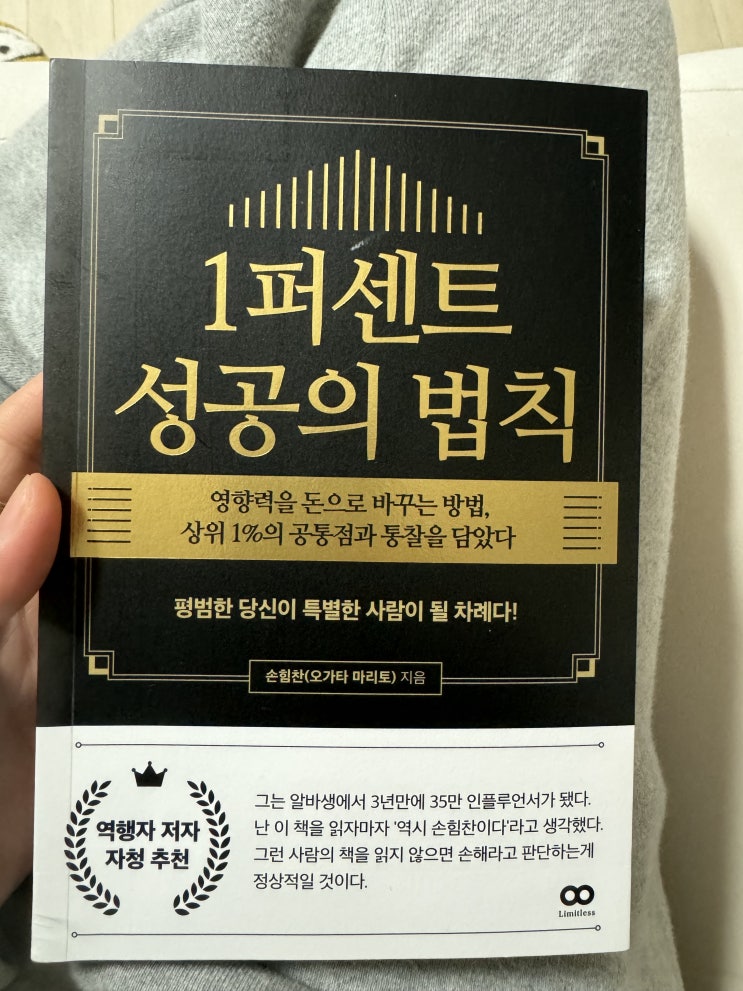 1퍼센트
성공의 법칙
영향력을 돈으로 바꾸는 방법,
상위 1%의 공통점과 통찰을 담았다
평범한 당신이 특별한 사람이 될 차례다!
손힘찬(오가타 마리토) 지음
역행자 저자
자청 추천
그는 알바생에서 3년만에 35만 인플루언서가 됐다.
난 이 책을 읽자마자 '역시 손힘찬이다'라고 생각했다.
그런 사람의 책을 읽지 않으면 손해라고 판단하는게
정상적일 것이다.
Limitless